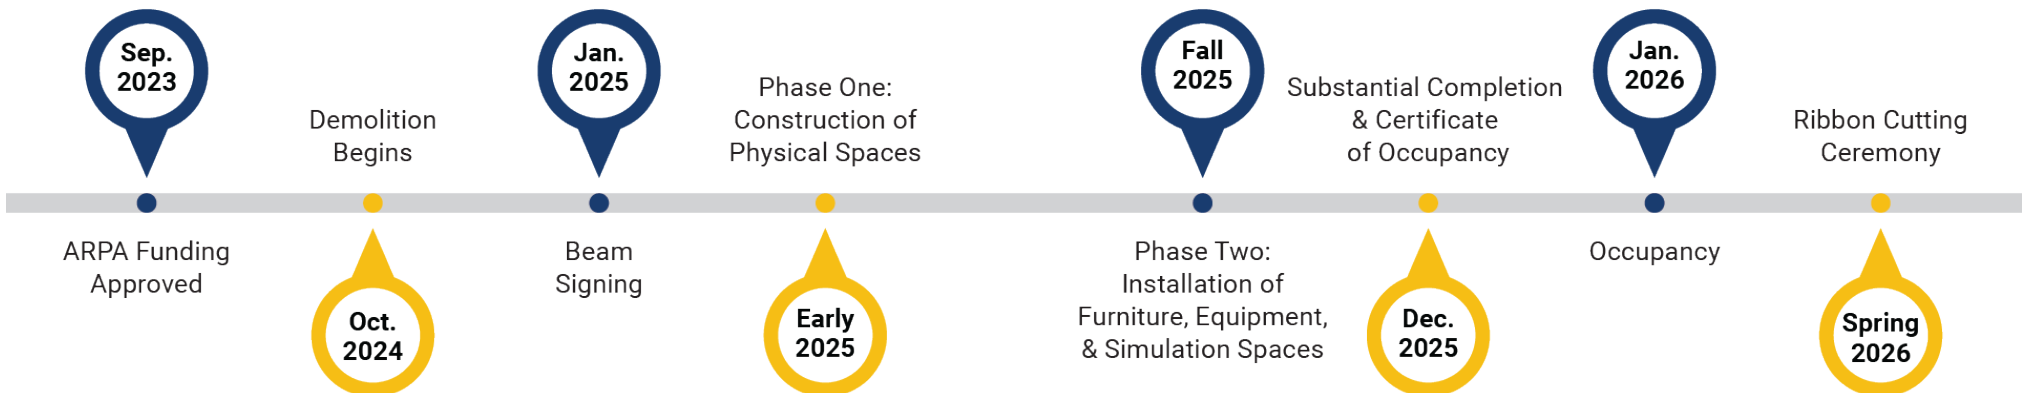 Sep.
2023
ARPA Funding
Approved
Demolition
Begins
Oct.
2024
Jan.
2025
Beam
Signing
Phase One:
Construction of
Physical Spaces
Early
2025
Fall
2025
Phase Two:
Installation of
Furniture, Equipment,
& Simulation Spaces
Substantial Completion
& Certificate
of Occupancy
Dec.
2025
Jan.
2026
Occupancy
Ribbon Cutting
Ceremony
Spring
2026